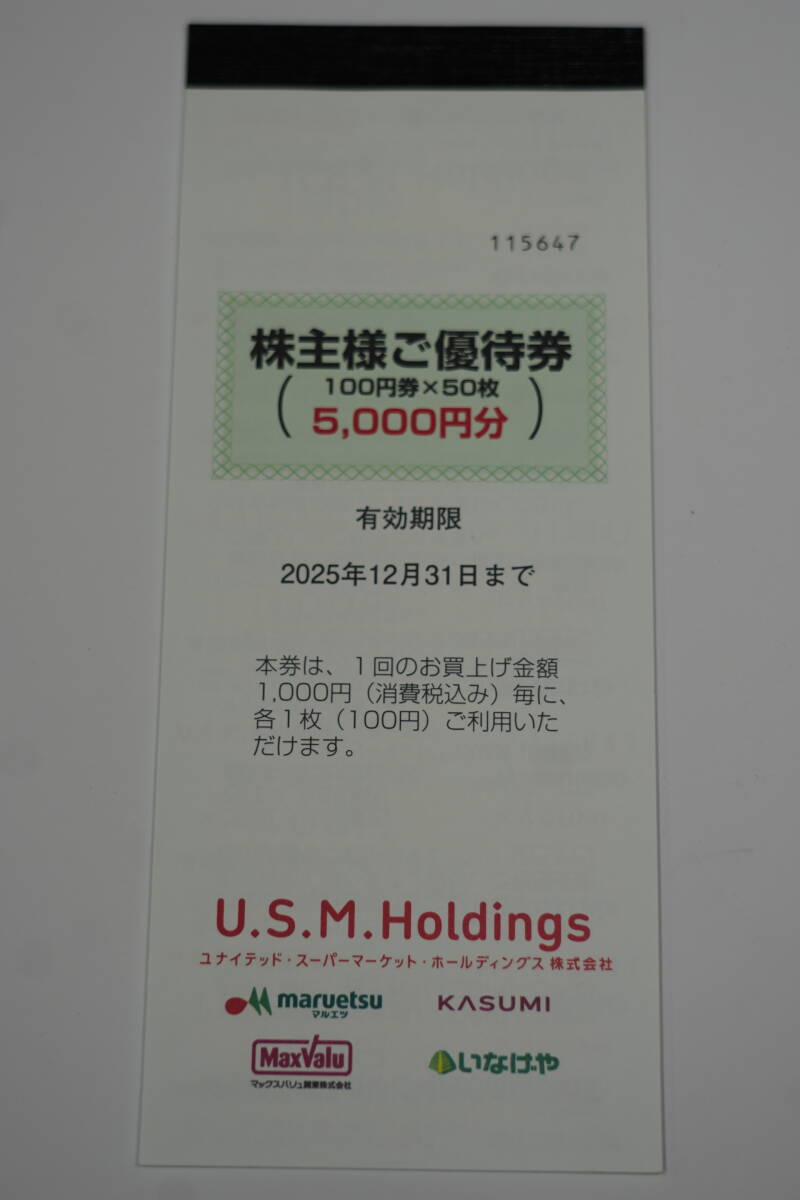 115647
株主様ご優待券
(100円券×50枚
5,000円分)
有効期限
2025年12月31日まで
本券は、1回のお買上げ金額
1,000円（消費税込み）毎に、
各1枚（100円）ご利用いた
だけます。
U.S.M.Holdings
ユナイテッド・スーパーマーケット・ホールディングス 株式会社
maruetsu
マルエツ
KASUMI
MaxValu
マックスバリュ関東株式会社
いなげや